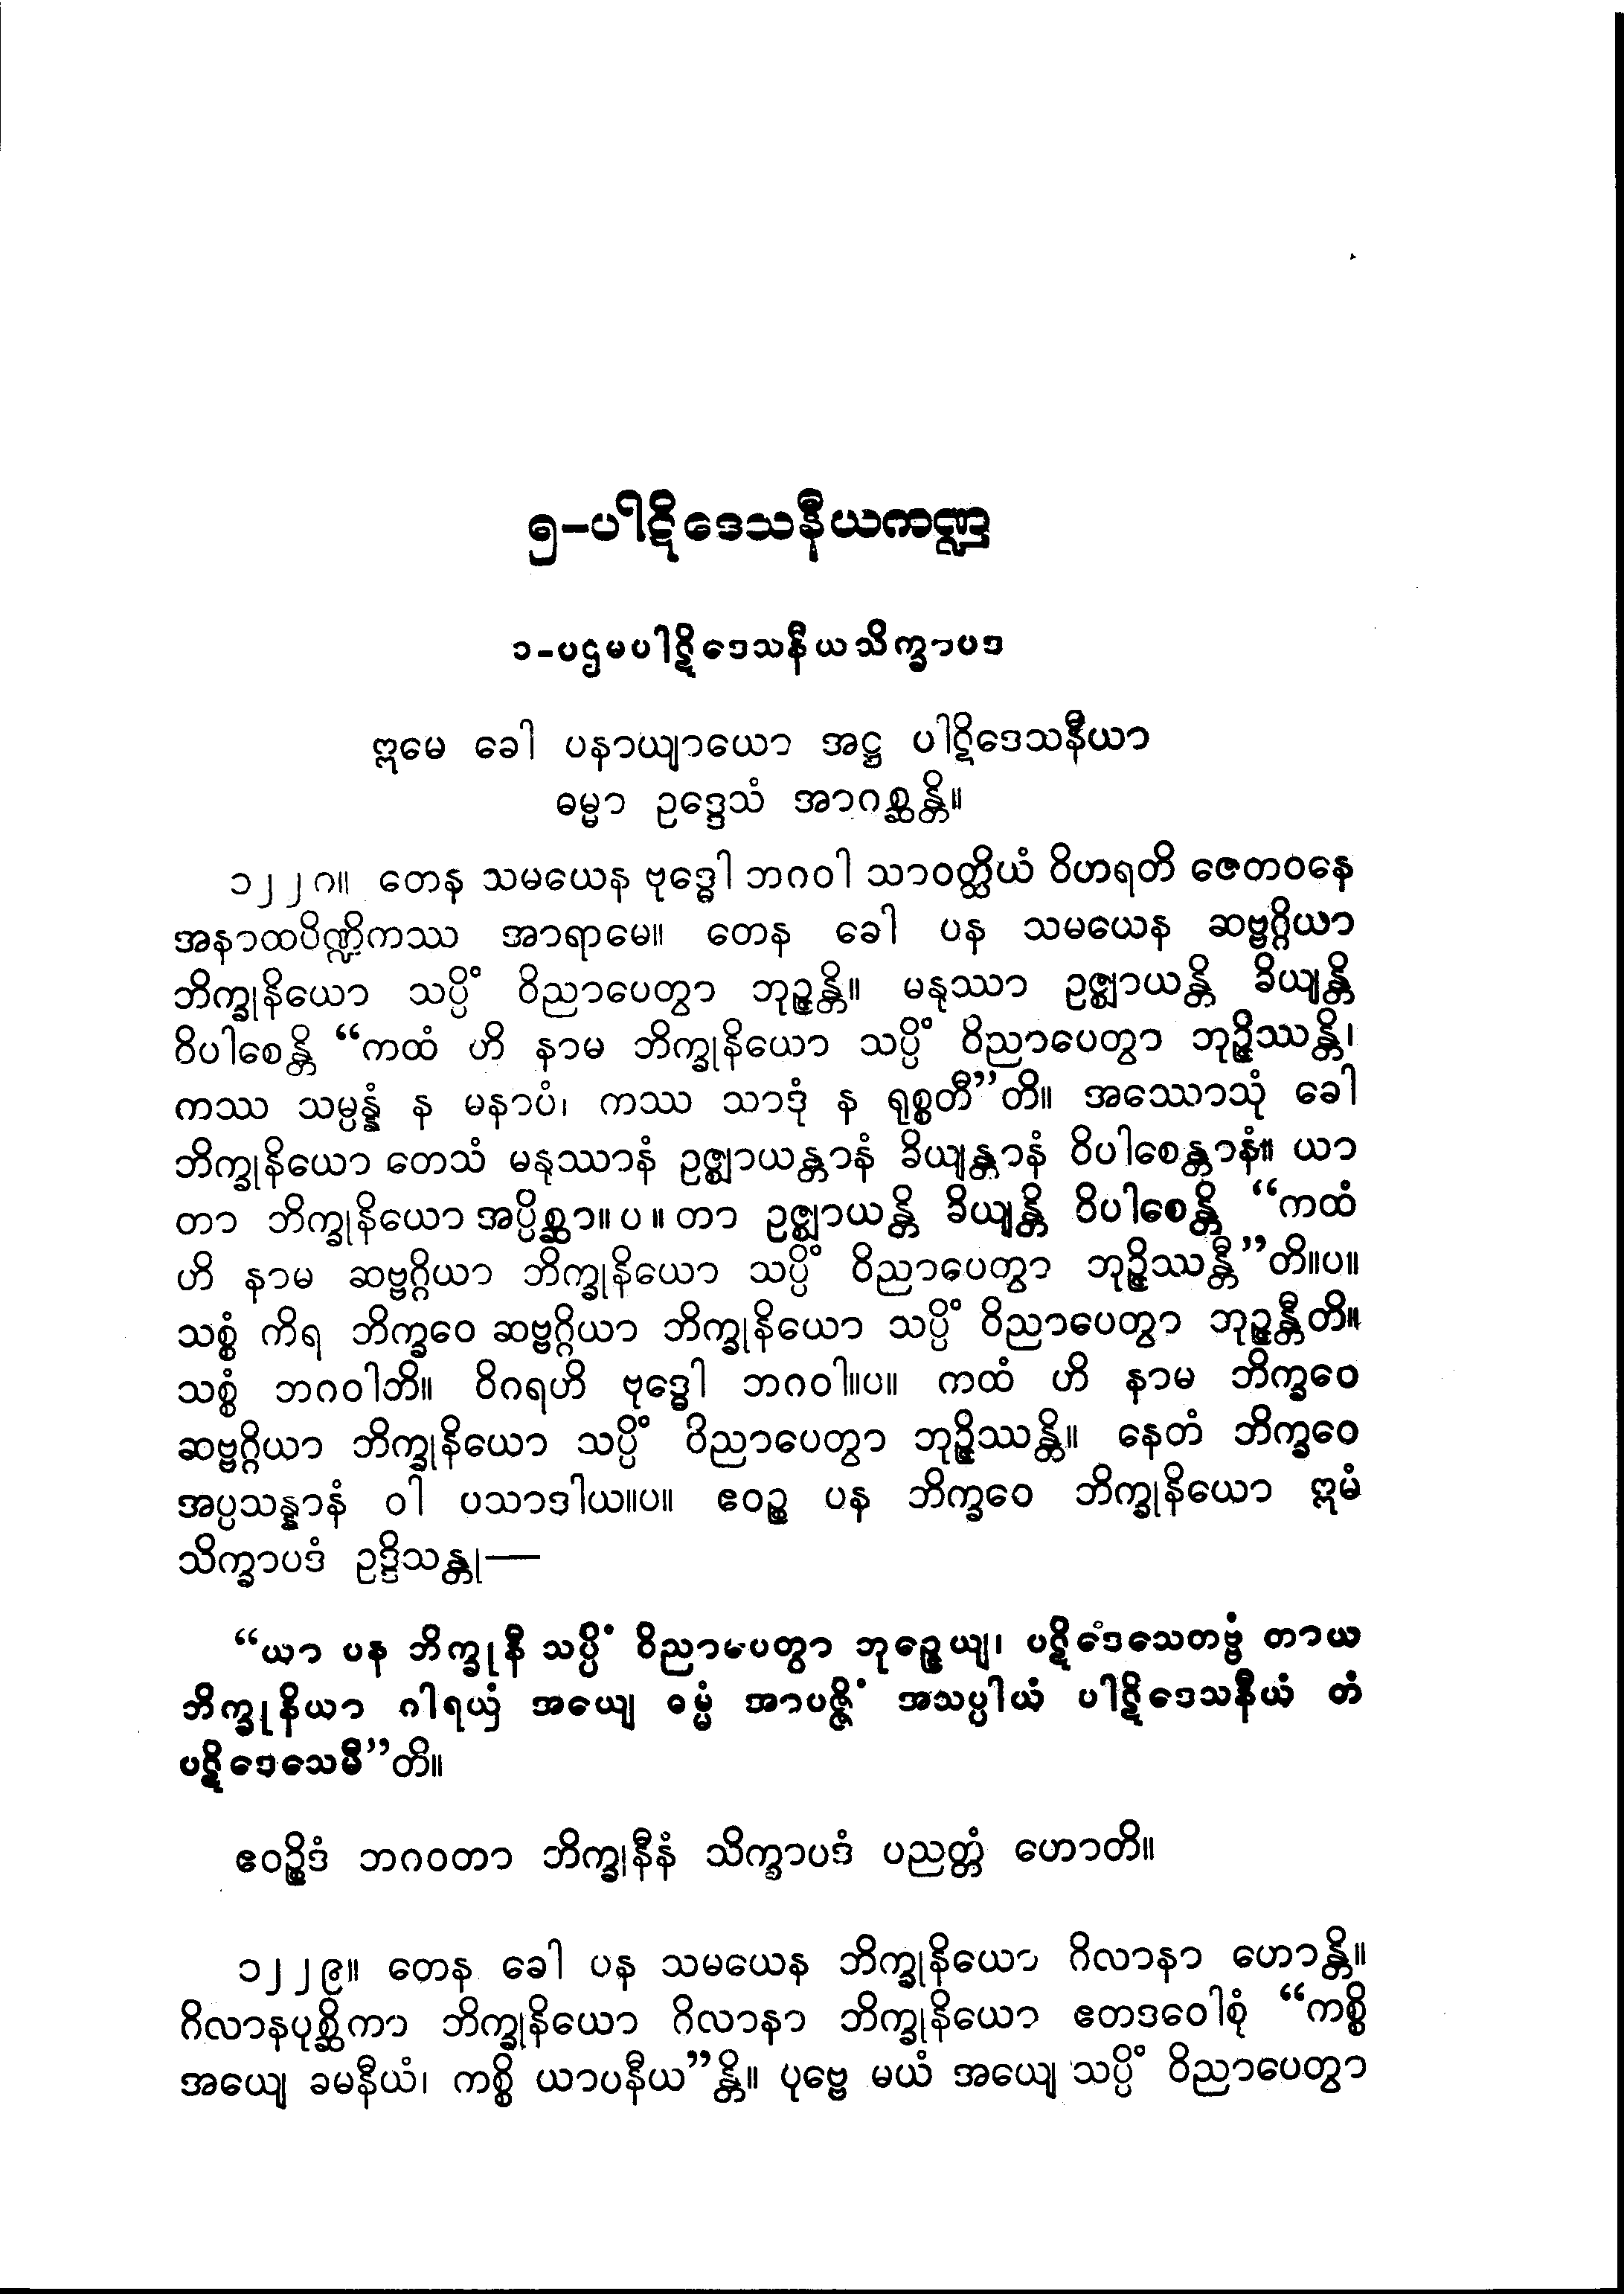 ၅-ပါဋိဒေသနီယကဏ္ဍ
၁-ပဌမပါဋိဒေသနီယသိက္ခာပဒ
ဣမေ ခေါ ပနာယျာယော အဋ္ဌ ပါဋိဒေသနီယာ
ဓမ္မာ ဥဒ္ဒေသံ အာဂစ္ဆန္တိ။
၁၂၂၈။ တေန သမယေန ဗုဒ္ဓေါ ဘဂဝါ သာဝတ္ထိယံ ဝိဟရတိ ဇေတဝနေ
အနာထပိဏ္ဍိကဿ အာရာမေ။ တေန ခေါ ပန သမယေန ဆဗ္ဗဂ္ဂိယာ
ဘိက္ခုနိယော သပ္ပိံ ဝိညာပေတွာ ဘုဉ္ဇန္တိ။ မနုဿာ ဥဇ္ဈာယန္တိ ခိယျန္တိ
ဝိပါစေန္တိ “ကထံ ဟိ နာမ ဘိက္ခုနိယော သပ္ပိံ ဝိညာပေတွာ ဘုဉ္ဇိဿန္တိ၊
ကဿ သမ္ပန္နံ န မနာပံ၊ ကဿ သာဒုံ န ရုစ္စတီ”တိ။ အဿောသုံ ခေါ
ဘိက္ခုနိယော တေသံ မနုဿာနံ ဥဇ္ဈာယန္တာနံ ခိယျန္တာနံ ဝိပါစေန္တာနံ။ ယာ
တာ ဘိက္ခုနိယော အပ္ပိစ္ဆာ။ပ။တာ ဥဇ္ဈာယန္တိ ခိယျန္တိ ဝိပါစေန္တိ “ကထံ
ဟိ နာမ ဆဗ္ဗဂ္ဂိယာ ဘိက္ခုနိယော သပ္ပိံ ဝိညာပေတွာ ဘုဉ္ဇိဿန္တီ”တိ။ပ။
သစ္စံ ကိရ ဘိက္ခဝေ ဆဗ္ဗဂ္ဂိယာ ဘိက္ခုနိယော သပ္ပိံ ဝိညာပေတွာ ဘုဉ္ဇန္တီတိ။
သစ္စံ ဘဂဝါတိ။ ဝိဂရဟိ ဗုဒ္ဓေါ ဘဂဝါ။ပ။ ကထံ ဟိ နာမ ဘိက္ခဝေ
ဆဗ္ဗဂ္ဂိယာ ဘိက္ခုနိယော သပ္ပိံ ဝိညာပေတွာ ဘုဉ္ဇိဿန္တိ။ နေတံ ဘိက္ခဝေ
အပ္ပသန္နာနံ ဝါ ပသာဒါယ။ပ။ ဧဝဉ္စ ပန ဘိက္ခဝေ ဘိက္ခုနိယော ဣမံ
သိက္ခာပဒံ ဥဒ္ဒိသန္တု—
“ယာ ပန ဘိက္ခုနီ သပ္ပိံ ဝိညာပေတွာ ဘုဉ္ဇေယျ၊ ပဋိဒေသေတဗ္ဗံ တာယ
ဘိက္ခုနိယာ ဂါရယှံ အယျေ ဓမ္မံ အာပဇ္ဇိံ အသပ္ပါယံ ပါဋိဒေသနီယံ တံ
ပဋိဒေသေမီ”တိ။
ဧဝဉ္စိဒံ ဘဂဝတာ ဘိက္ခုနီနံ သိက္ခာပဒံ ပညတ္တံ ဟောတိ။
၁၂၂၉။ တေန ခေါ ပန သမယေန ဘိက္ခုနိယော ဂိလာနာ ဟောန္တိ။
ဂိလာနပုစ္ဆိကာ ဘိက္ခုနိယော ဂိလာနာ ဘိက္ခုနိယော ဧတဒဝေါစုံ “ကစ္စိ
အယျေ ခမနီယံ၊ ကစ္စိ ယာပနီယ”န္တိ။ ပုဗ္ဗေ မယံ အယျေ သပ္ပိံ ဝိညာပေတွာ